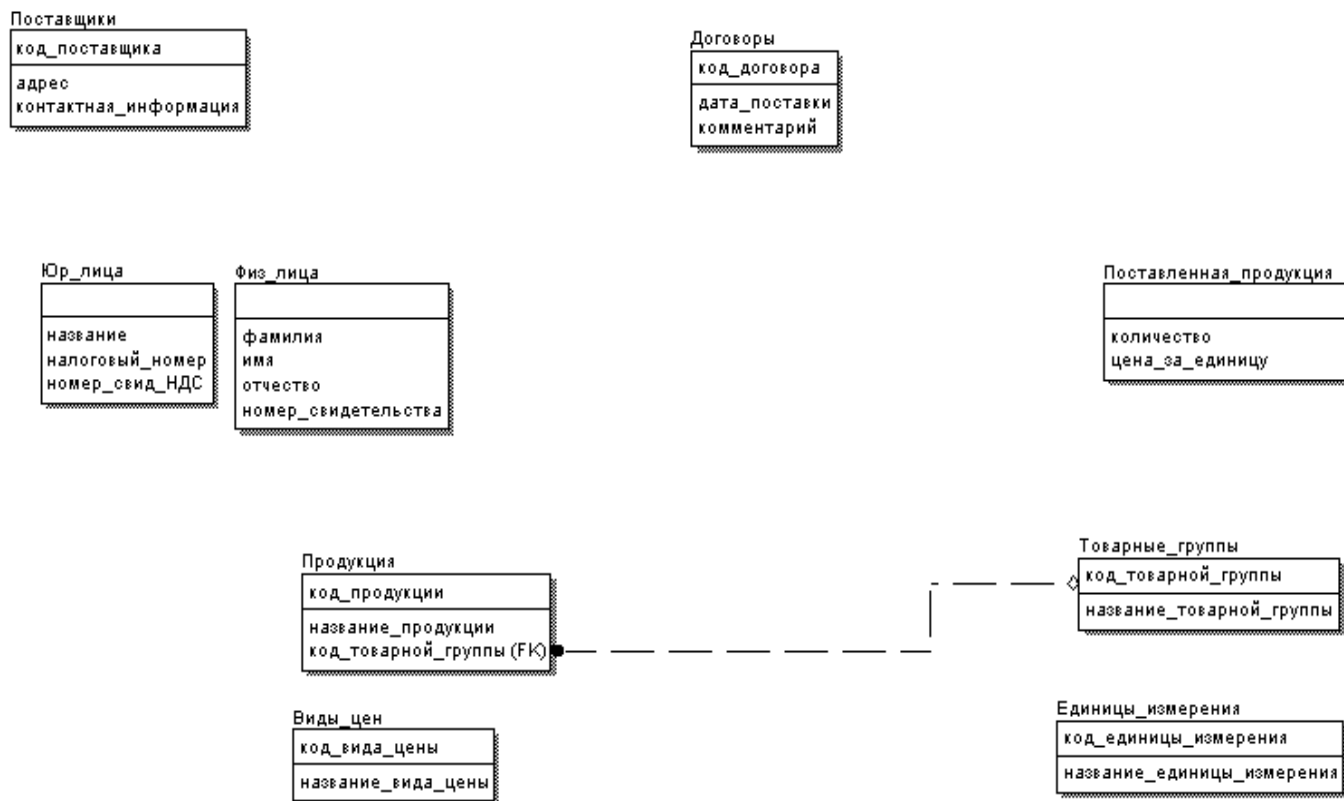 Поставщики
код_поставщика
адрес
контактная_информация
Договоры
код_договора
дата_поставки
комментарий
Юр_лица
название
налоговый_номер
номер_свид_НДС
Физ_лица
фамилия
имя
отчество
номер_свидетельства
Поставленная_продукция
количество
цена_за_единицу
Продукция
код_продукции
название_продукции
код_товарной_группы (FK)
Товарные_группы
код_товарной_группы
название_товарной_группы
Виды_цен
код_вида_цены
название_вида_цены
Единицы_измерения
код_единицы_измерения
название_единицы_измерения